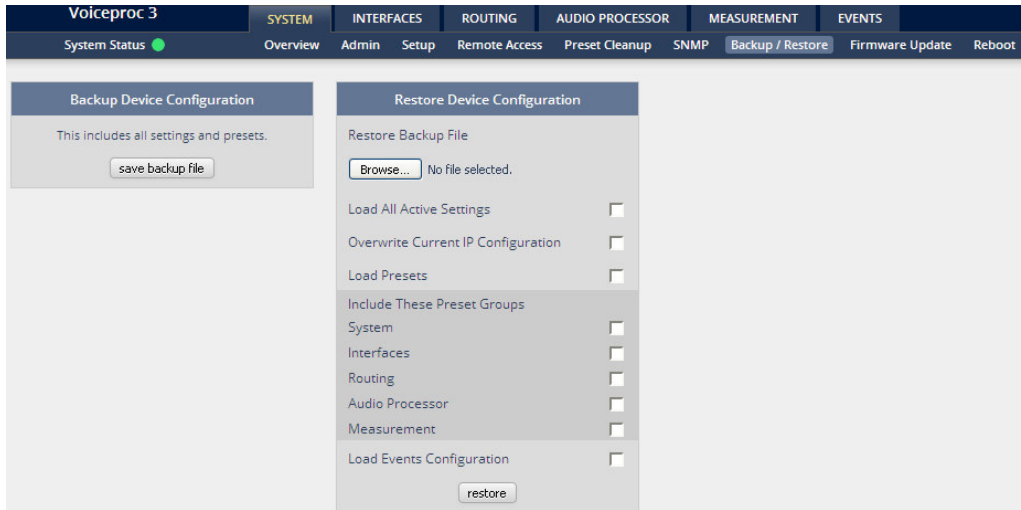 Voiceproc 3
SYSTEM INTERFACES ROUTING AUDIO PROCESSOR MEASUREMENT EVENTS
System Status Overview Admin Setup Remote Access Preset Cleanup SNMP Backup / Restore Firmware Update Reboot
Backup Device Configuration
This includes all settings and presets.
save backup file
Restore Device Configuration
Restore Backup File
Browse... No file selected.
Load All Active Settings
Overwrite Current IP Configuration
Load Presets
Include These Preset Groups
System
Interfaces
Routing
Audio Processor
Measurement
Load Events Configuration
restore